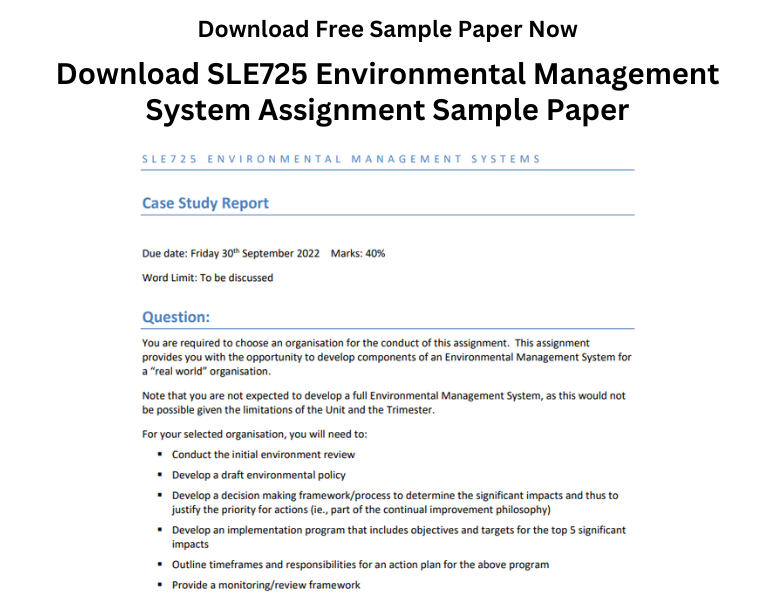 Download Free Sample Paper Now
Download SLE725 Environmental Management
System Assignment Sample Paper
SLE725 ENVIRONMENTAL MANAGEMENT SYSTEMS
Case Study Report
Due date: Friday 30th September 2022 Marks: 40%
Word Limit: To be discussed
Question:
You are required to choose an organisation for the conduct of this assignment. This assignment
provides you with the opportunity to develop components of an Environmental Management System for
a “real world” organisation.
Note that you are not expected to develop a full Environmental Management System, as this would not
be possible given the limitations of the Unit and the Trimester.
For your selected organisation, you will need to:
▪ Conduct the initial environment review
▪ Develop a draft environmental policy
▪ Develop a decision making framework/process to determine the significant impacts and thus to
justify the priority for actions (ie., part of the continual improvement philosophy)
▪ Develop an implementation program that includes objectives and targets for the top 5 significant
impacts
▪ Outline timeframes and responsibilities for an action plan for the above program
▪ Provide a monitoring/review framework